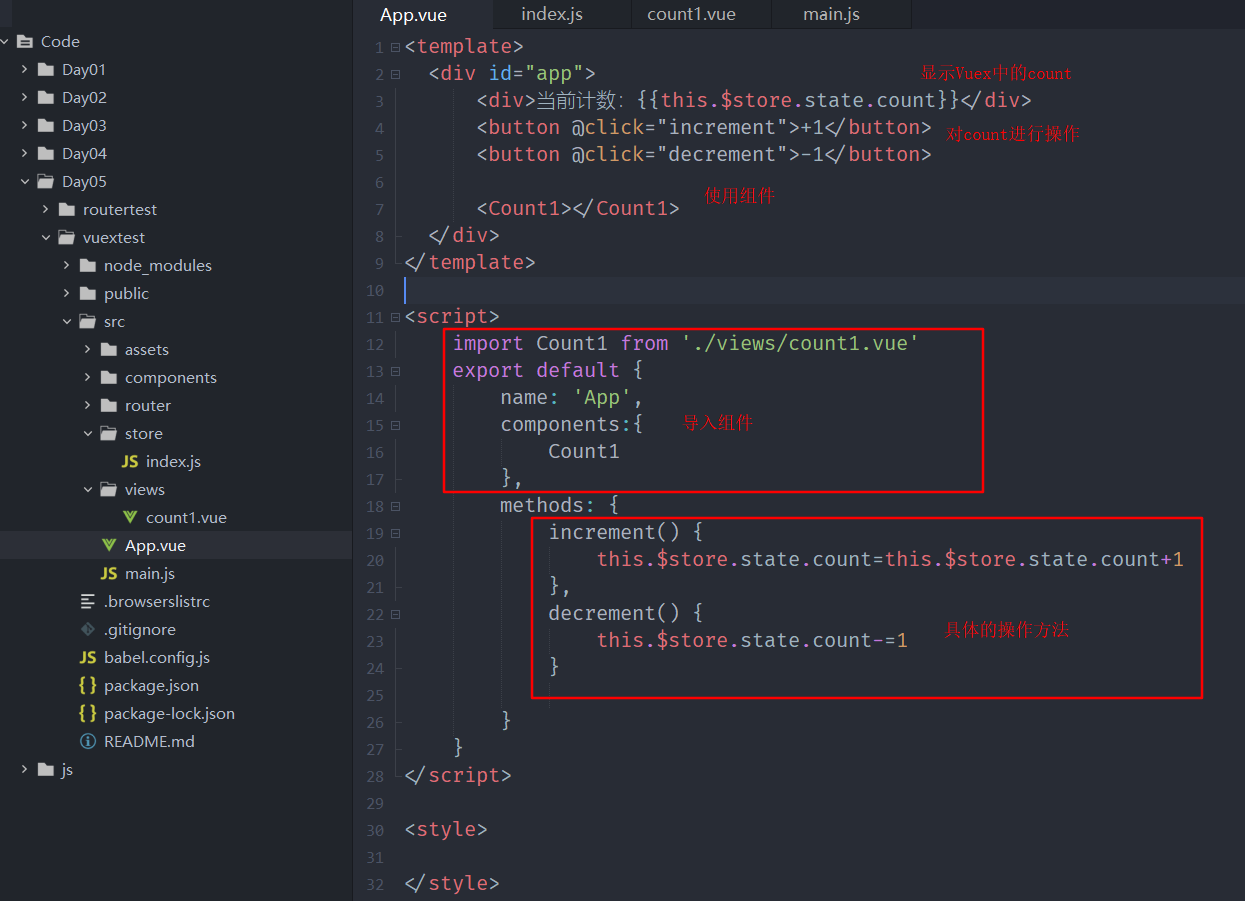 Code
Day01
Day02
Day03
Day04
Day05
routertest
vuextest
node_modules
public
src
assets
components
router
store
JS index.js
views
count1.vue
App.vue
JS main.js
.browserslistrc
.gitignore
JS babel.config.js
{ } package.json
{ } package-lock.json
README.md
js
App.vue index.js count1.vue main.js
1 <template>
2 <div id="app"> 显示Vuex中的count
3 <div>当前计数: {{this.$store.state.count}}</div>
4 <button @click="increment">+1</button> 对count进行操作
5 <button @click="decrement">-1</button>
6 使用组件
7 <Count1></Count1>
8 </div>
9 </template>
10
11 <script>
12 import Count1 from './views/count1.vue'
13 export default {
14 name: 'App',
15 components:{ 导入组件
16 Count1
17 },
18 methods: {
19 increment() {
20 this.$store.state.count=this.$store.state.count+1
21 },
22 decrement() { 具体的操作方法
23 this.$store.state.count-=1
24 }
25
26 }
27 }
28 </script>
29
30 <style>
31
32 </style>